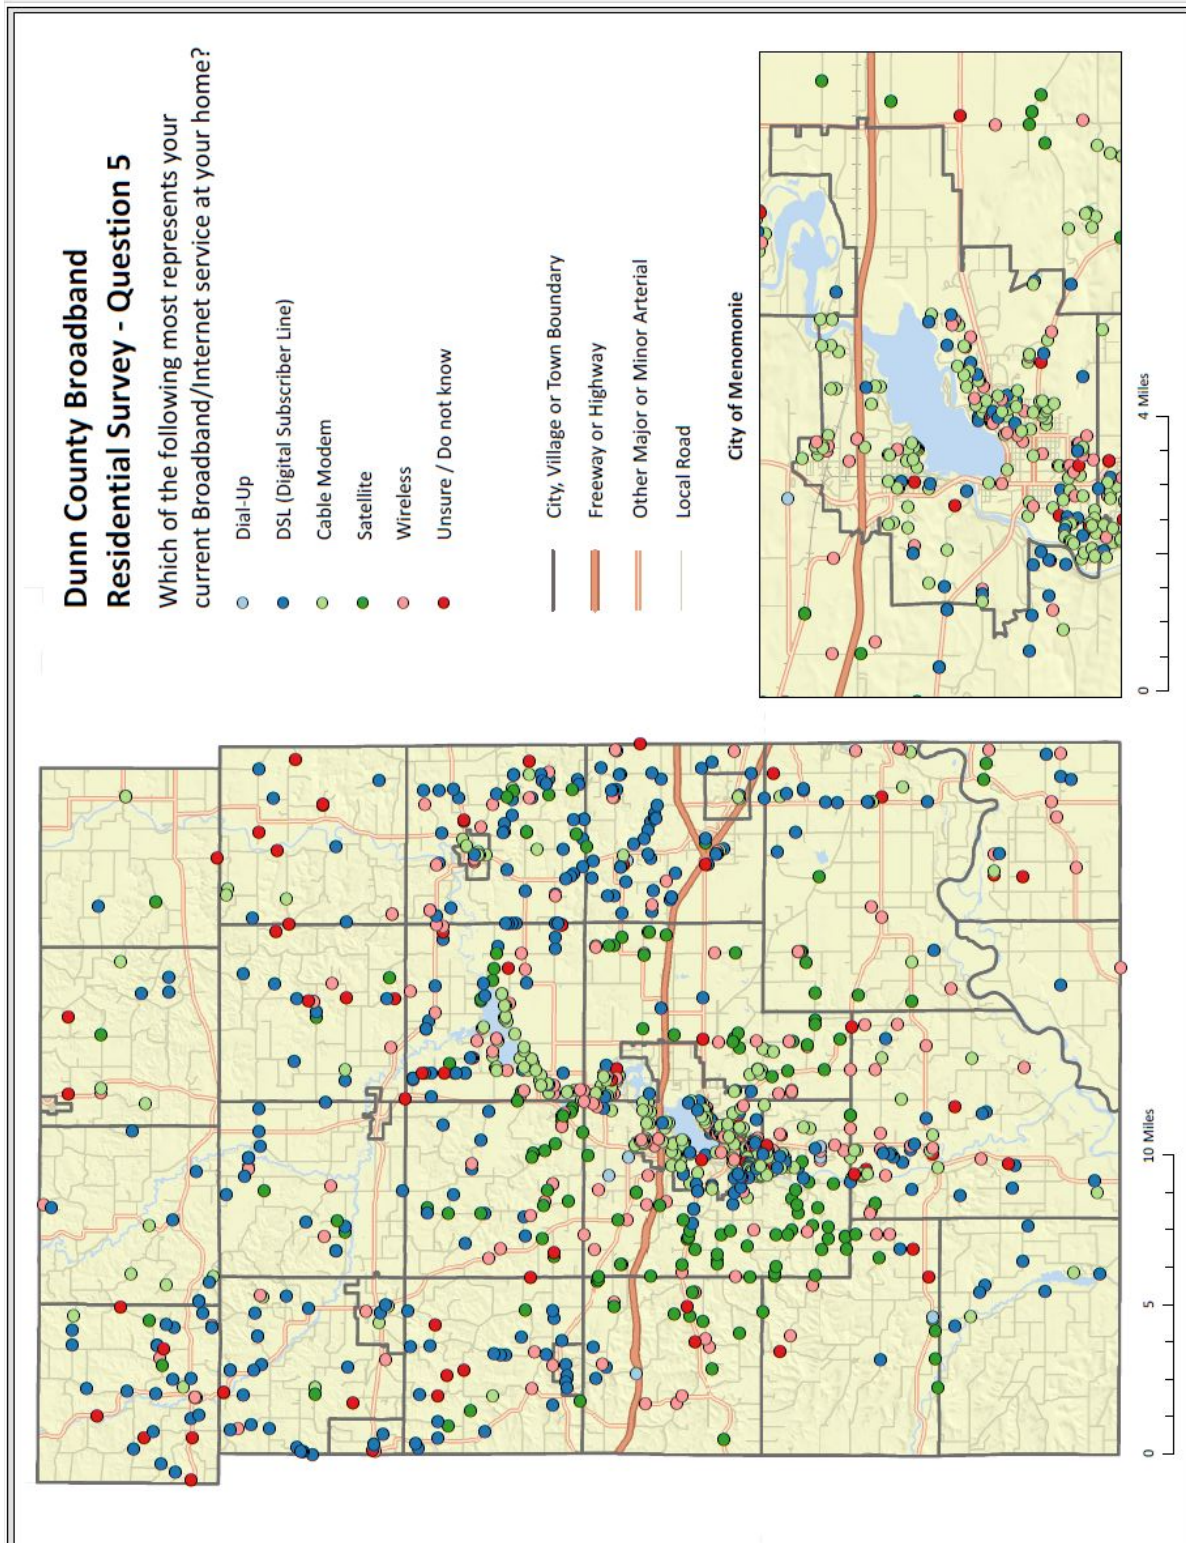 Dunn County Broadband
Residential Survey - Question 5
Which of the following most represents your
current Broadband/Internet service at your home?
Dial-Up
DSL (Digital Subscriber Line)
Cable Modem
Satellite
Wireless
Unsure / Do not know
City, Village or Town Boundary
Freeway or Highway
Other Major or Minor Arterial
Local Road
City of Menomonie
0 4 Miles
0 5 10 Miles